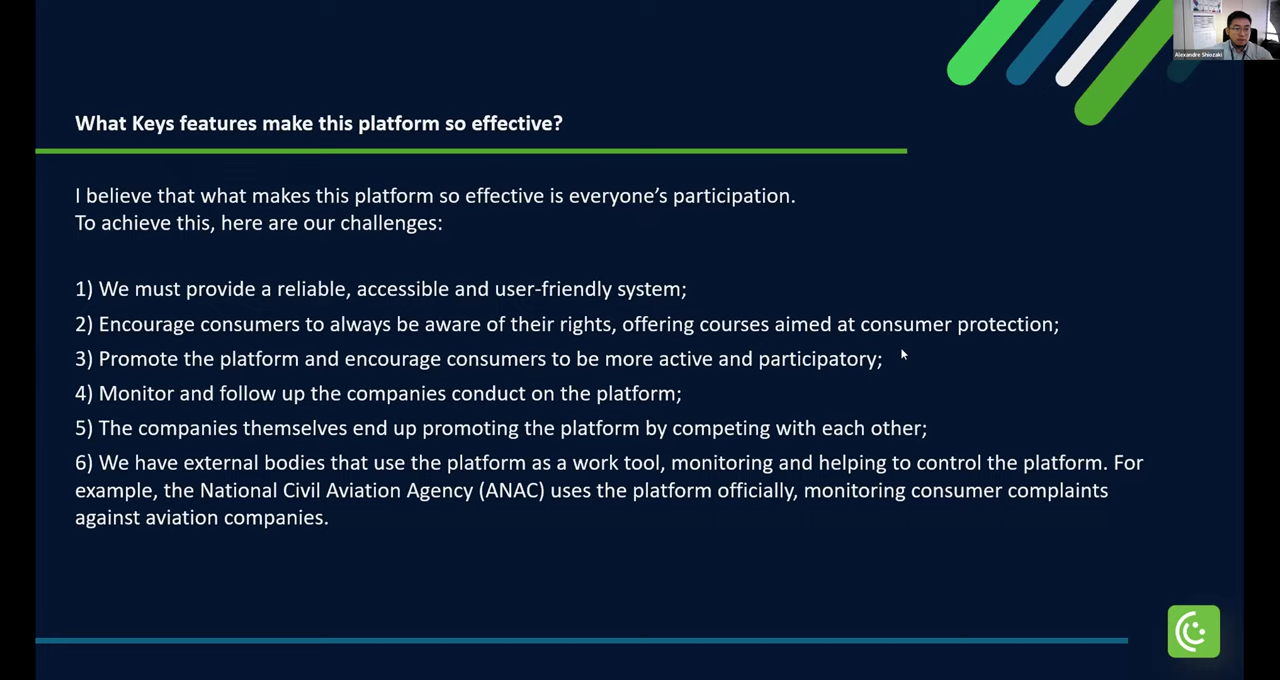 Alexandre Shiozaki
What Keys features make this platform so effective?
I believe that what makes this platform so effective is everyone’s participation.
To achieve this, here are our challenges:
1) We must provide a reliable, accessible and user-friendly system;
2) Encourage consumers to always be aware of their rights, offering courses aimed at consumer protection;
3) Promote the platform and encourage consumers to be more active and participatory;
4) Monitor and follow up the companies conduct on the platform;
5) The companies themselves end up promoting the platform by competing with each other;
6) We have external bodies that use the platform as a work tool, monitoring and helping to control the platform. For
example, the National Civil Aviation Agency (ANAC) uses the platform officially, monitoring consumer complaints
against aviation companies.